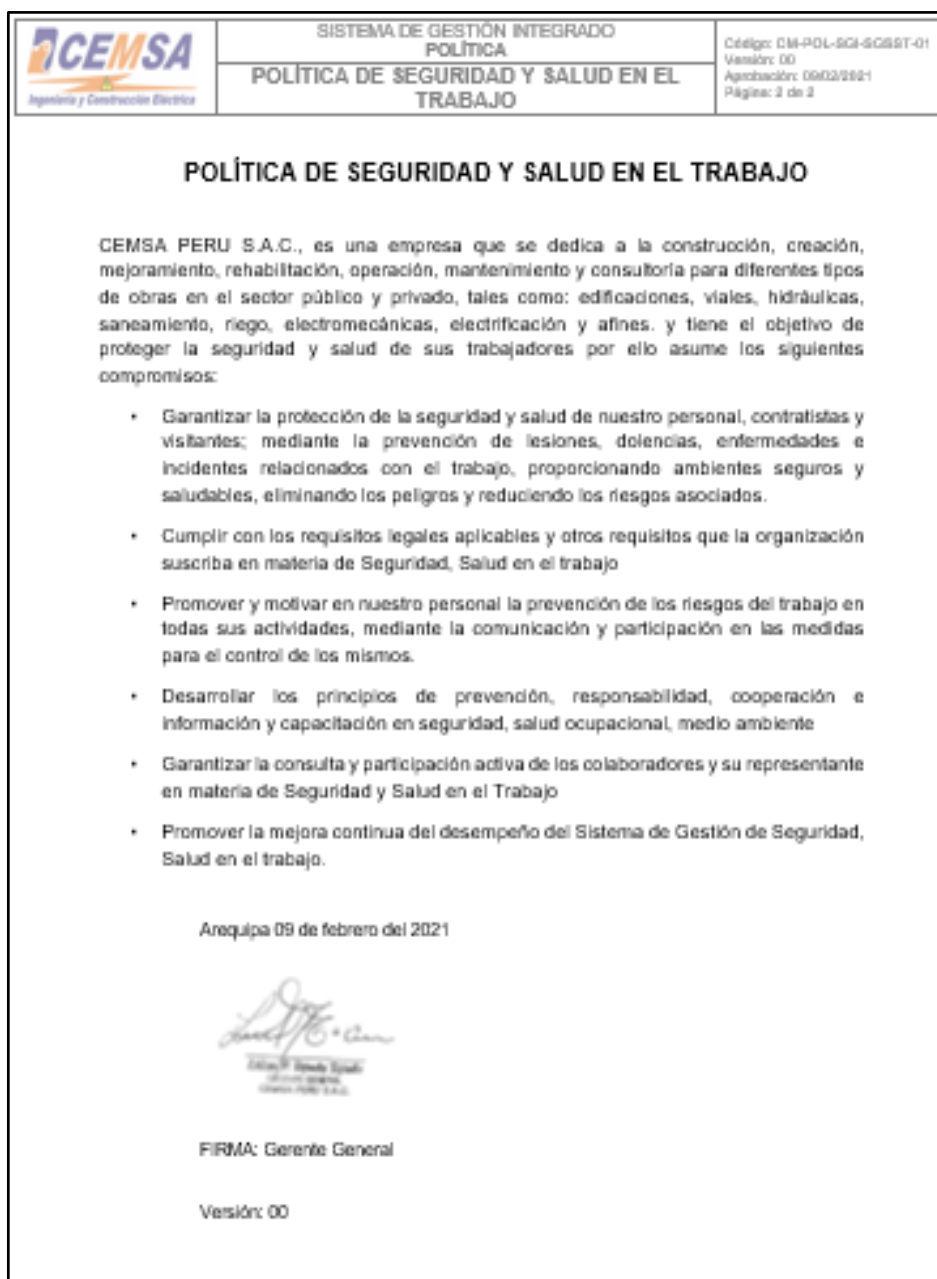 CEMSA
Ingeniería y Construcción Eléctrica
SISTEMA DE GESTIÓN INTEGRADO
POLÍTICA
POLÍTICA DE SEGURIDAD Y SALUD EN EL
TRABAJO
Código: CM-POL-SGI-SGSST-01
Versión: 00
Aprobación: 09/02/2021
Página: 2 de 2
POLÍTICA DE SEGURIDAD Y SALUD EN EL TRABAJO
CEMSA PERU S.A.C., es una empresa que se dedica a la construcción, creación,
mejoramiento, rehabilitación, operación, mantenimiento y consultoría para diferentes tipos
de obras en el sector público y privado, tales como: edificaciones, viales, hidráulicas,
saneamiento, riego, electromecánicas, electrificación y afines. y tiene el objetivo de
proteger la seguridad y salud de sus trabajadores por ello asume los siguientes
compromisos:
• Garantizar la protección de la seguridad y salud de nuestro personal, contratistas y
visitantes; mediante la prevención de lesiones, dolencias, enfermedades e
incidentes relacionados con el trabajo, proporcionando ambientes seguros y
saludables, eliminando los peligros y reduciendo los riesgos asociados.
• Cumplir con los requisitos legales aplicables y otros requisitos que la organización
suscriba en materia de Seguridad, Salud en el trabajo
• Promover y motivar en nuestro personal la prevención de los riesgos del trabajo en
todas sus actividades, mediante la comunicación y participación en las medidas
para el control de los mismos.
• Desarrollar los principios de prevención, responsabilidad, cooperación e
información y capacitación en seguridad, salud ocupacional, medio ambiente
• Garantizar la consulta y participación activa de los colaboradores y su representante
en materia de Seguridad y Salud en el Trabajo
• Promover la mejora continua del desempeño del Sistema de Gestión de Seguridad,
Salud en el trabajo.
Arequipa 09 de febrero del 2021
GERENTE GENERAL
CEMSA PERU S.A.C.
FIRMA: Gerente General
Versión: 00